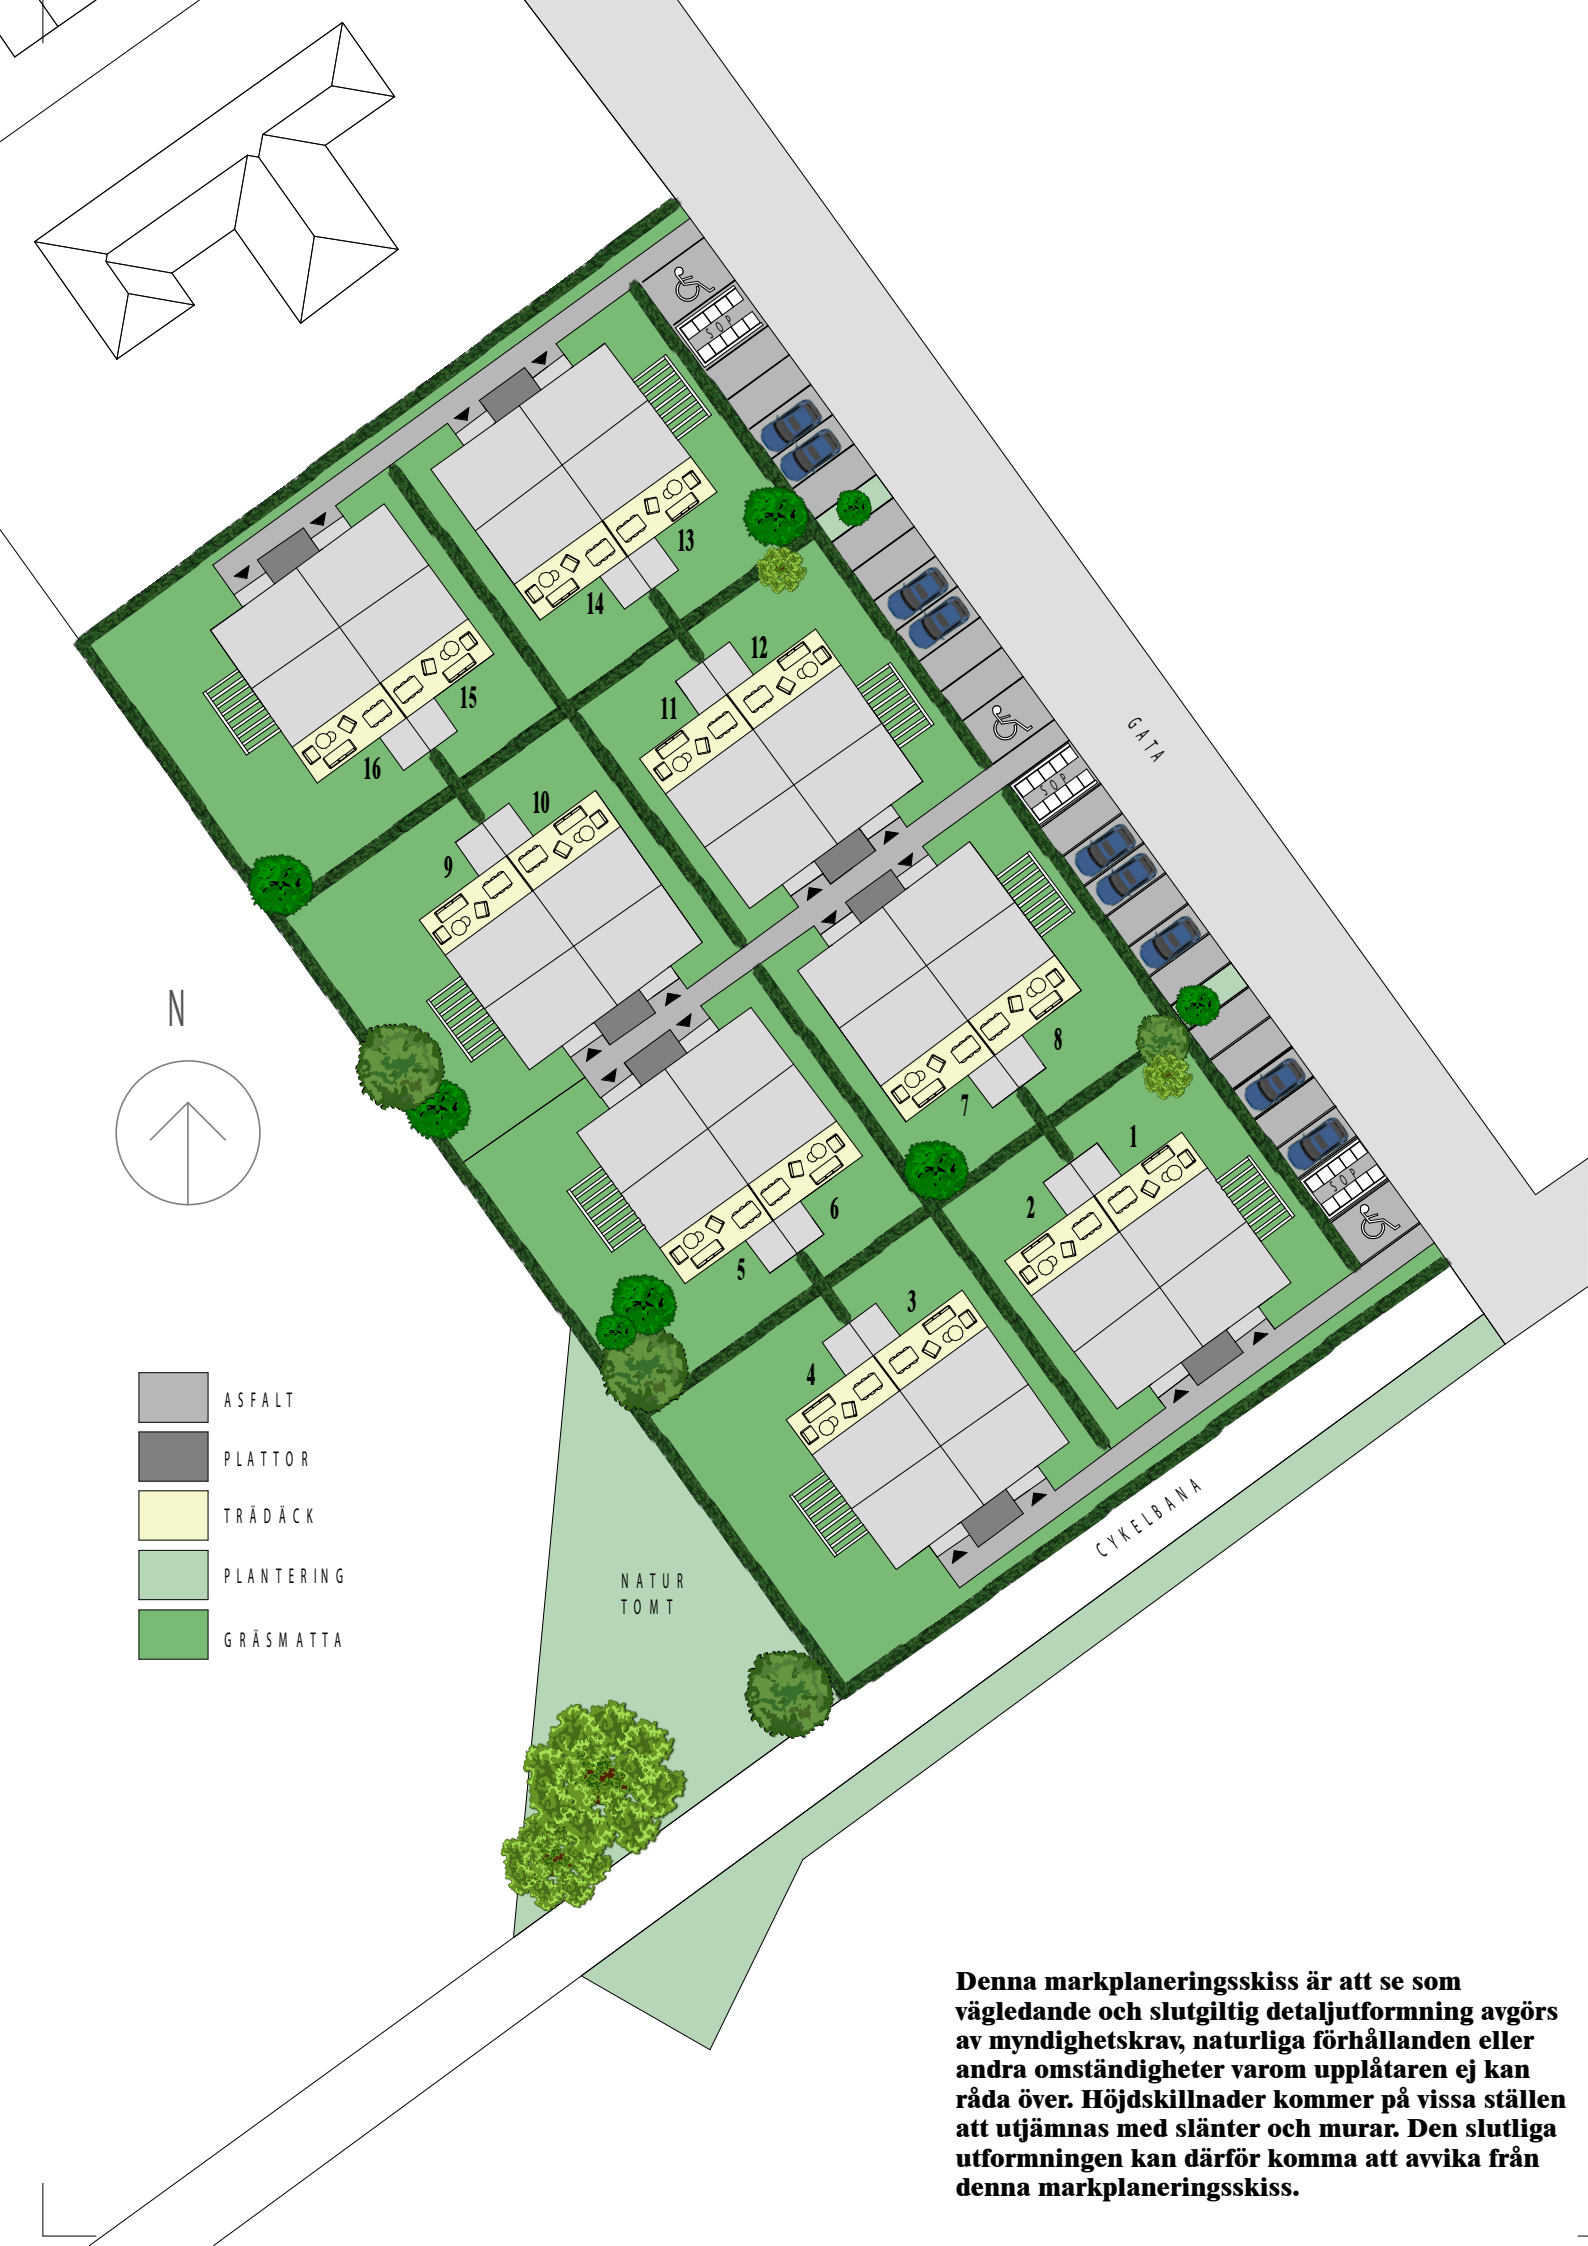 SOP
13
14
12
15
11
GATA
16
SOP
10
9
N
8
7
1
SOP
6
2
5
3
4
ASFALT
PLATTOR
CYKELBANA
TRÄDÄCK
PLANTERING
NATUR
TOMT
GRÄSMATTA
Denna markplaneringsskiss är att se som
vägledande och slutgiltig detaljutformning avgörs
av myndighetskrav, naturliga förhållanden eller
andra omständigheter varom upplåtaren ej kan
råda över. Höjdskillnader kommer på vissa ställen
att utjämnas med slänter och murar. Den slutliga
utformningen kan därför komma att avvika från
denna markplaneringsskiss.